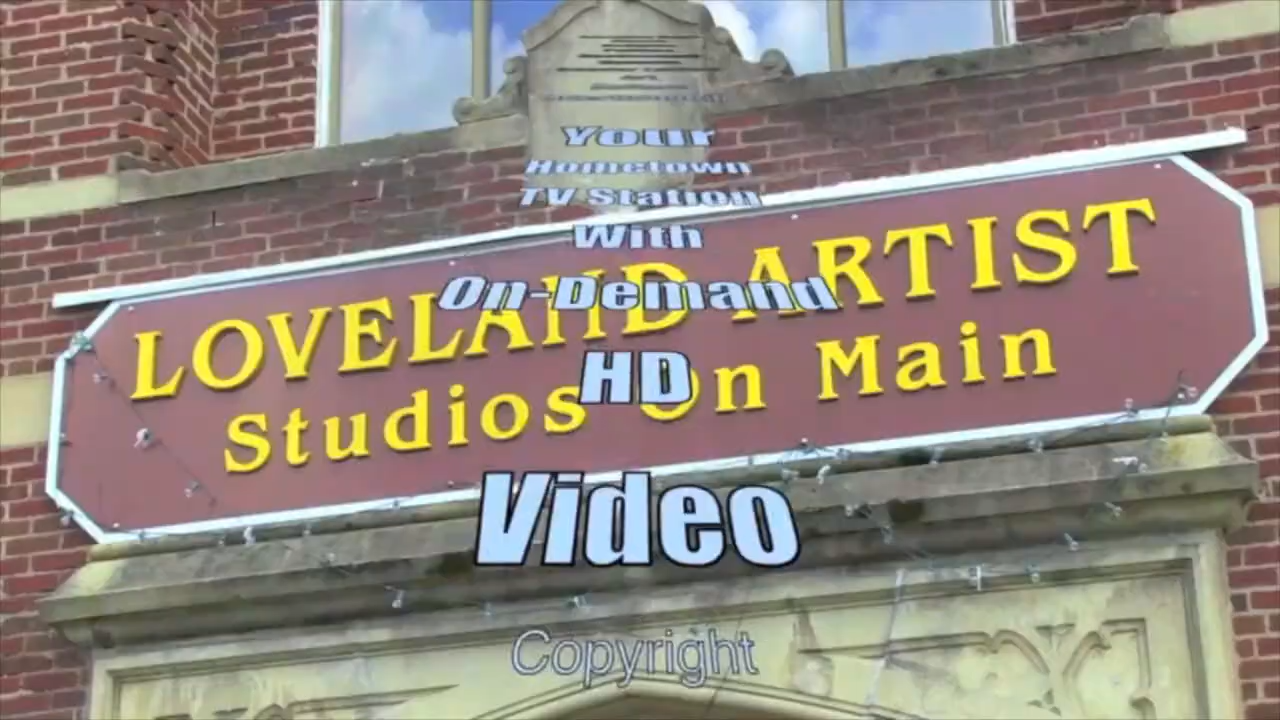 Your
Hometown
TV Station
With
On-Demand
HD
Video
Copyright
LOVELAND ARTIST
Studios On Main